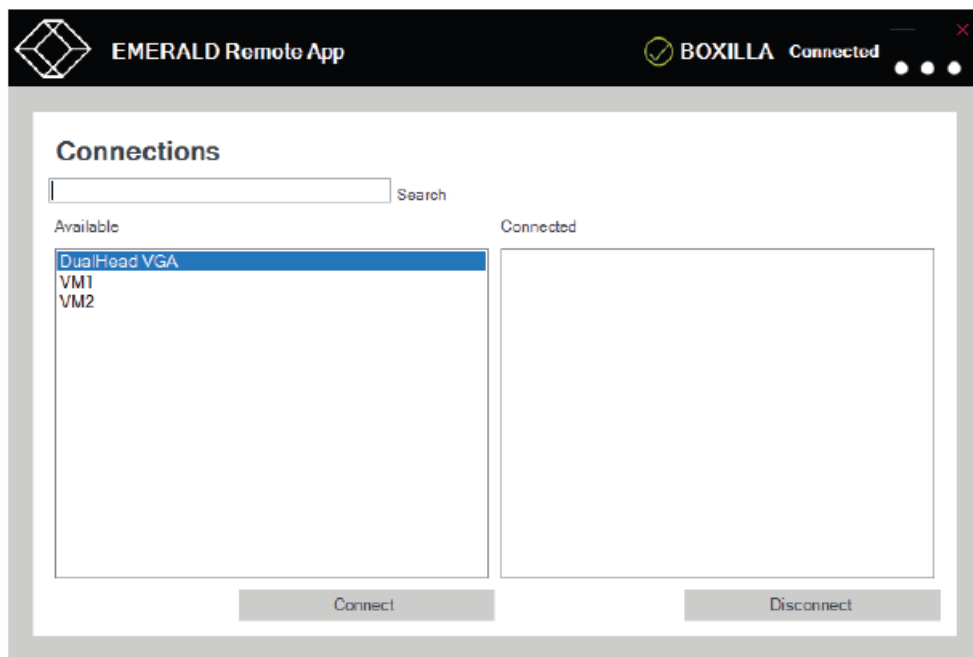 EMERALD Remote App
BOXILLA Connected
Connections
Search
Available
Connected
DualHead VGA
VM1
VM2
Connect
Disconnect